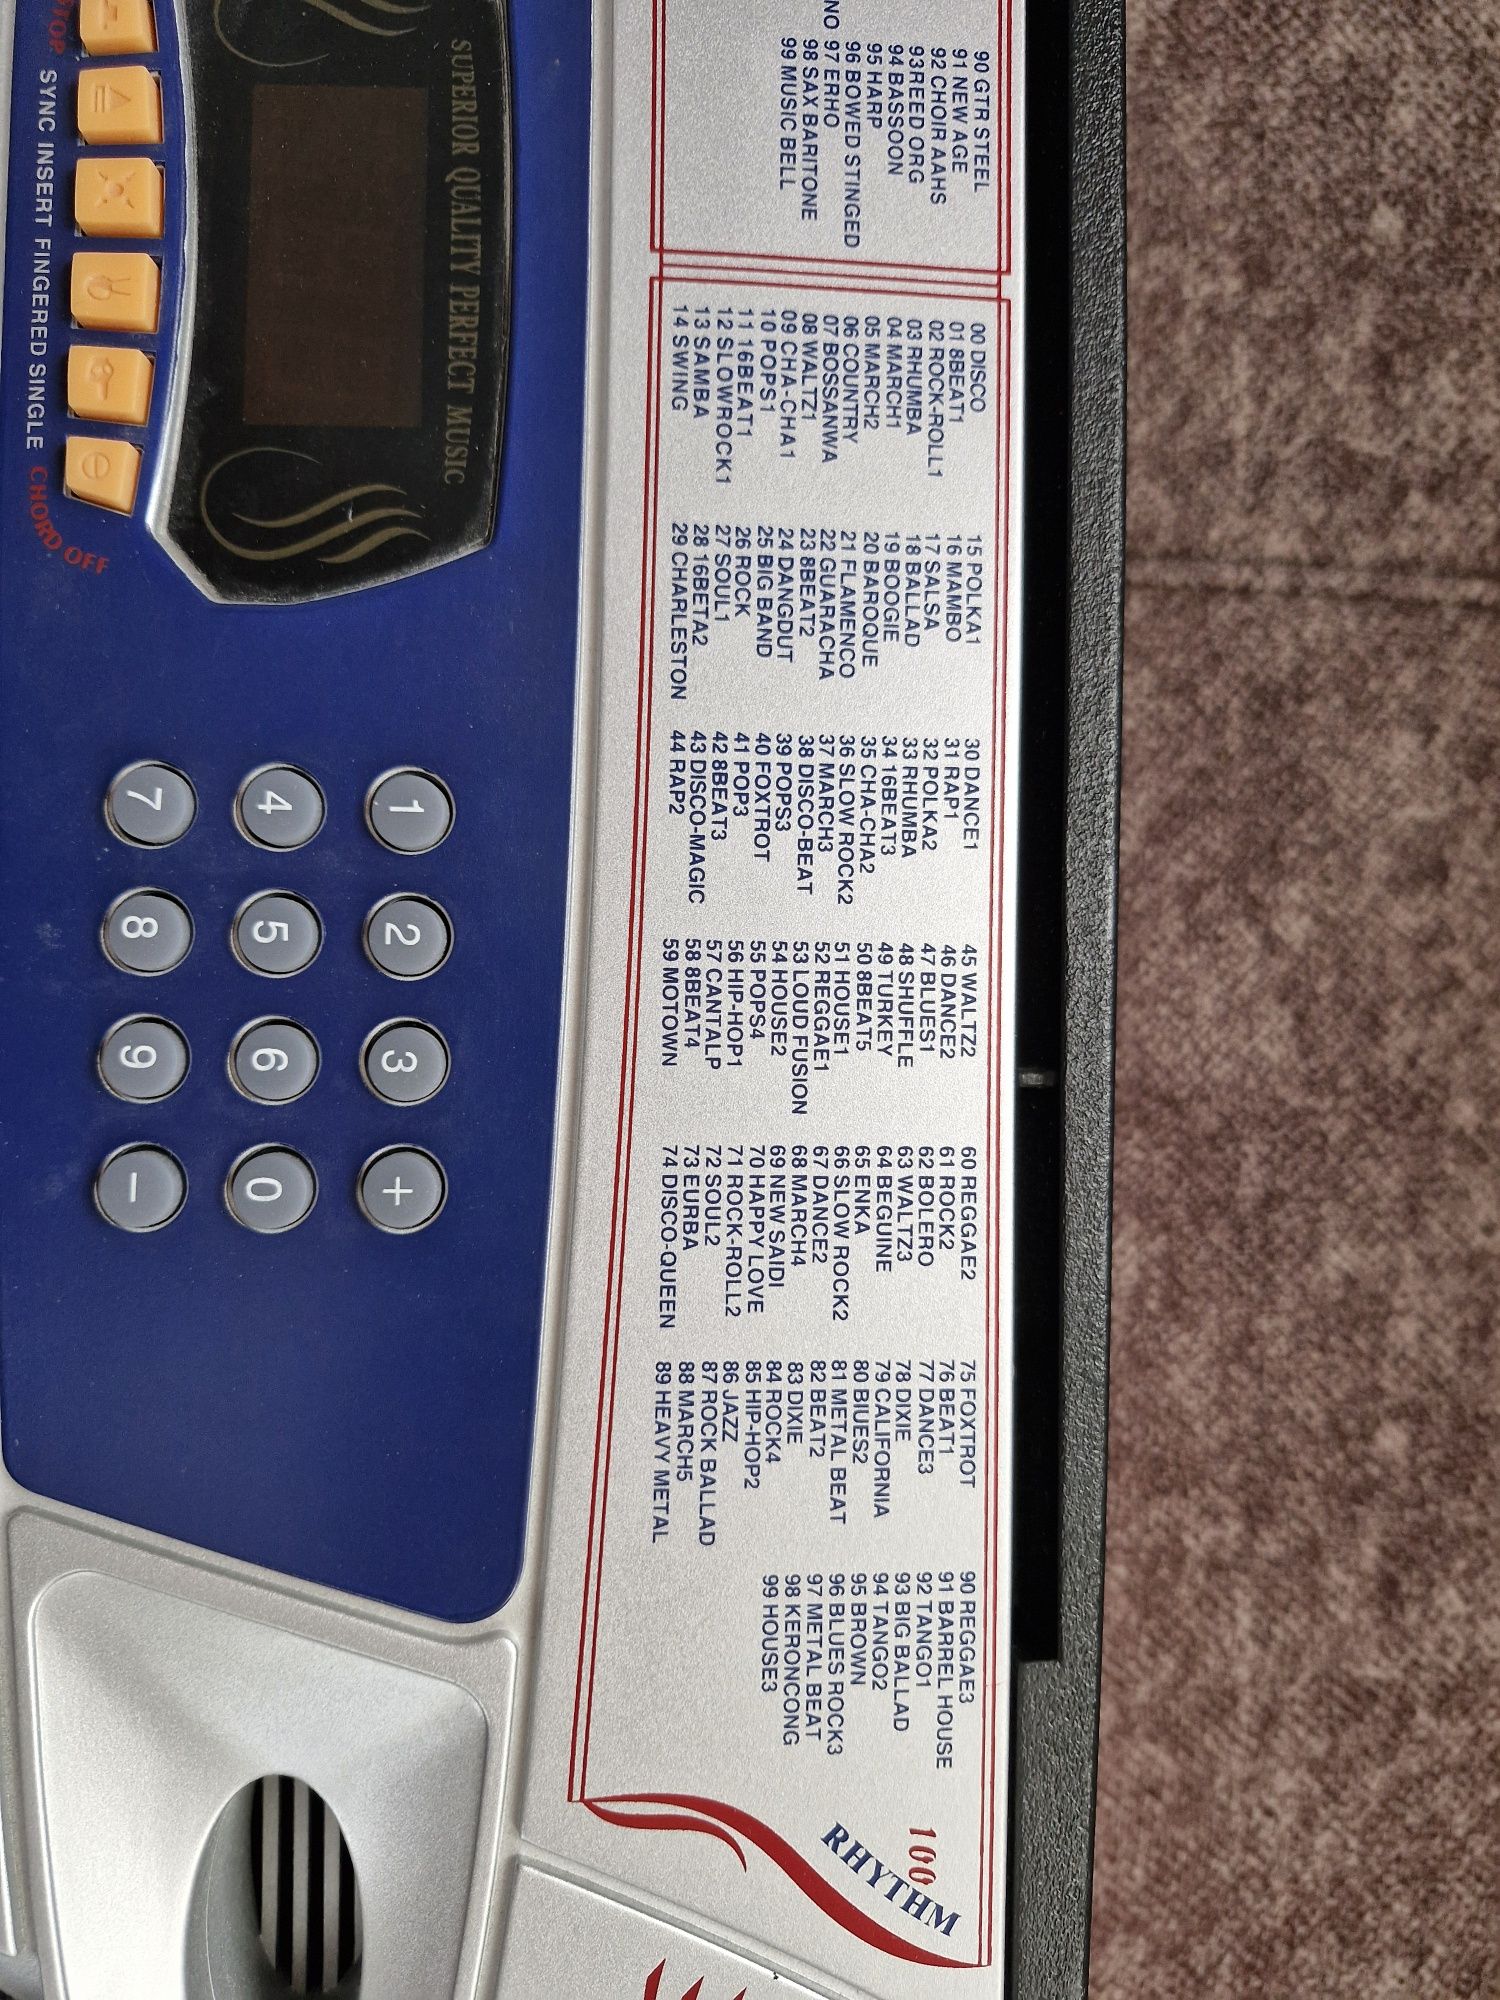 90 GTR STEEL
91 NEW AGE
92 CHOIR AAHS
93REED ORG
94 BASSOON
95 HARP
96 BOWED STINGED
NO 97 ERHO
98 SAX BARITONE
99 MUSIC BELL
00 DISCO
01 8BEAT1
02 ROCK-ROLL1
03 RHUMBA
04 MARCH1
05 MARCH2
06 COUNTRY
07 BOSSANWA
08 WALTZ1
09 CHA-CHA1
10 POPS1
11 16BEAT1
12 SLOWROCK1
13 SAMBA
14 SWING
15 POLKA1
16 MAMBO
17 SALSA
18 BALLAD
19 BOOGIE
20 BAROQUE
21 FLAMENCO
22 GUARACHA
23 8BEAT2
24 DANGDUT
25 BIG BAND
26 ROCK
27 SOUL1
28 16BETA2
29 CHARLESTON
30 DANCE1
31 RAP1
32 POLKA2
33 RHUMBA
34 16BEAT3
35 CHA-CHA2
36 SLOW ROCK2
37 MARCH3
38 DISCO-BEAT
39 POPS3
40 FOXTROT
41 POP3
42 8BEAT3
43 DISCO-MAGIC
44 RAP2
45 WALTZ2
46 DANCE2
47 BLUES1
48 SHUFFLE
49 TURKEY
50 8BEAT5
51 HOUSE1
52 REGGAE1
53 LOUD FUSION
54 HOUSE2
55 POPS4
56 HIP-HOP1
57 CANTALP
58 8BEAT4
59 MOTOWN
60 REGGAE2
61 ROCK2
62 BOLERO
63 WALTZ3
64 BEGUINE
65 ENKA
66 SLOW ROCK2
67 DANCE2
68 MARCH4
69 NEW SAIDI
70 HAPPY LOVE
71 ROCK-ROLL2
72 SOUL2
73 EURBA
74 DISCO-QUEEN
75 FOXTROT
76 BEAT1
77 DANCE3
78 DIXIE
79 CALIFORNIA
80 BIUES2
81 METAL BEAT
82 BEAT2
83 DIXIE
84 ROCK4
85 HIP-HOP2
86 JAZZ
87 ROCK BALLAD
88 MARCH5
89 HEAVY METAL
90 REGGAE3
91 BARREL HOUSE
92 TANGO1
93 BIG BALLAD
94 TANGO2
95 BROWN
96 BLUES ROCK3
97 METAL BEAT
98 KERONCONG
99 HOUSE3
100
RHYTHM
SUPERIOR QUALITY PERFECT MUSIC
1 2 3 +
4 5 6 0
7 8 9 −
SYNC INSERT FINGERED SINGLE CHORD OFF